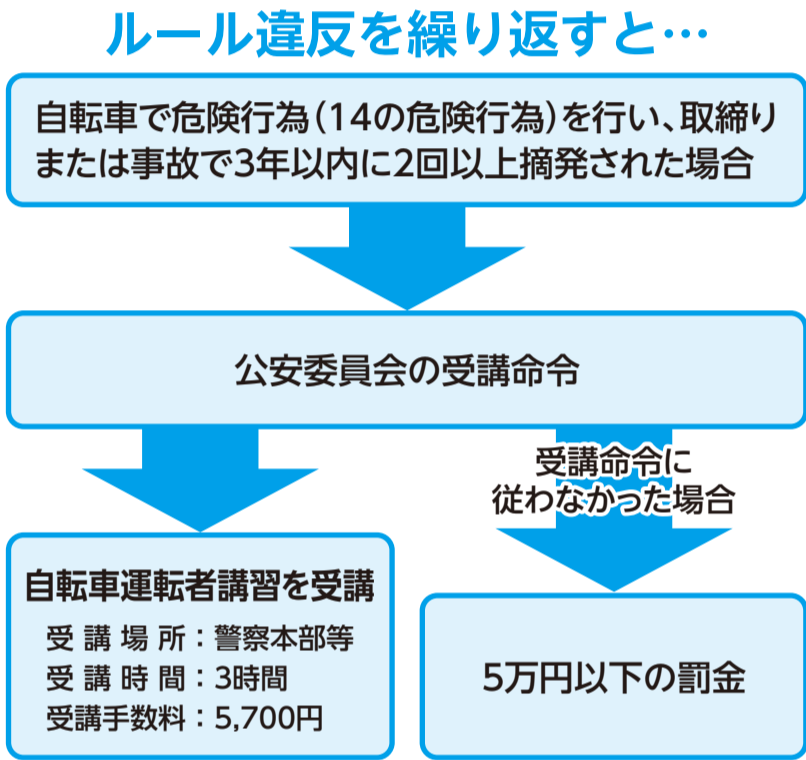 ルール違反を繰り返すと…
自転車で危険行為（14の危険行為）を行い、取締り
または事故で3年以内に2回以上摘発された場合
公安委員会の受講命令
受講命令に
従わなかった場合
自転車運転者講習を受講
受講場所：警察本部等
受講時間：3時間
受講手数料：5,700円
5万円以下の罰金